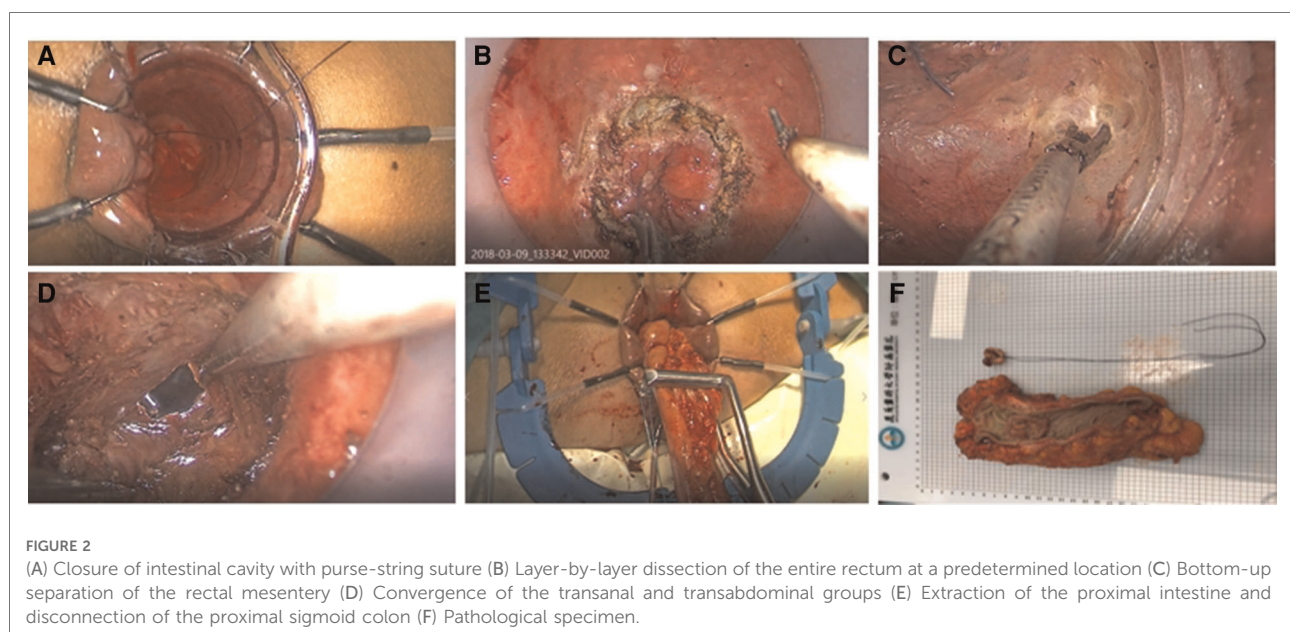 A
B
C
2018-03-09_133342_VID002
D
E
F
FIGURE 2
(A) Closure of intestinal cavity with purse-string suture (B) Layer-by-layer dissection of the entire rectum at a predetermined location (C) Bottom-up
separation of the rectal mesentery (D) Convergence of the transanal and transabdominal groups (E) Extraction of the proximal intestine and
disconnection of the proximal sigmoid colon (F) Pathological specimen.